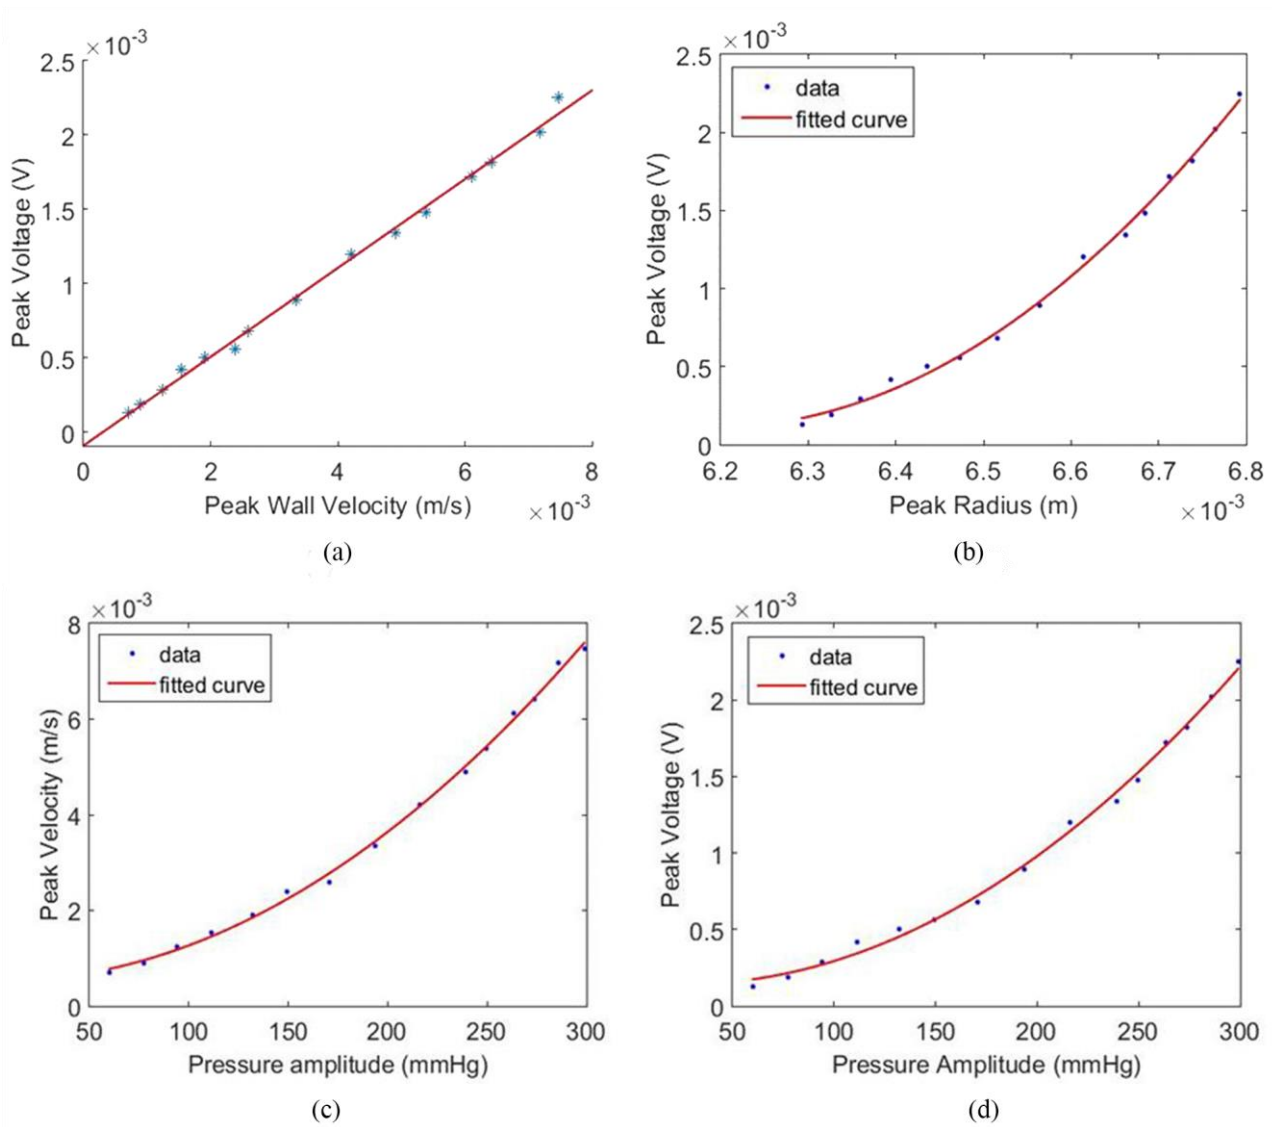 ×10-3
2.5
2
1.5
1
0.5
0
0 2 4 6 8
Peak Voltage (V)
Peak Wall Velocity (m/s) ×10-3
(a)
×10-3
2.5
2
1.5
1
0.5
0
6.2 6.3 6.4 6.5 6.6 6.7 6.8
data
fitted curve
Peak Voltage (V)
Peak Radius (m) ×10-3
(b)
×10-3
8
6
4
2
0
50 100 150 200 250 300
data
fitted curve
Peak Velocity (m/s)
Pressure amplitude (mmHg)
(c)
×10-3
2.5
2
1.5
1
0.5
0
50 100 150 200 250 300
data
fitted curve
Peak Voltage (V)
Pressure Amplitude (mmHg)
(d)